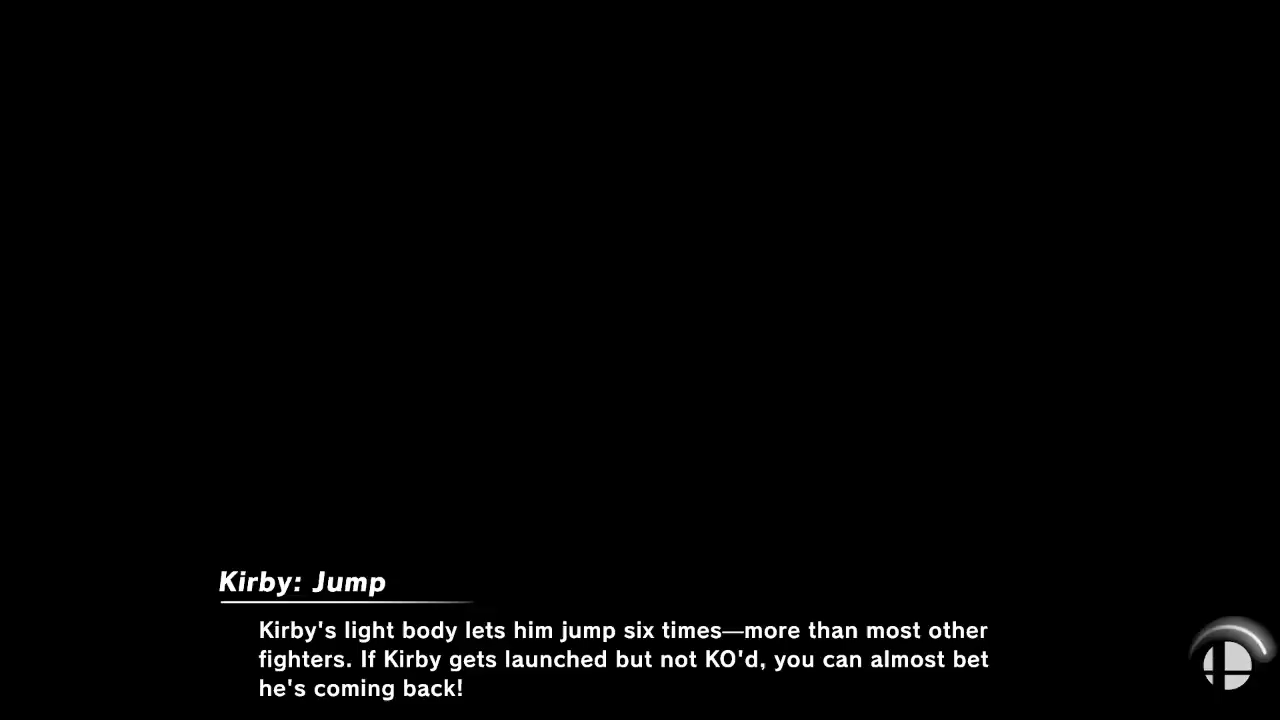 Kirby: Jump
Kirby's light body lets him jump six times—more than most other
fighters. If Kirby gets launched but not KO'd, you can almost bet
he's coming back!